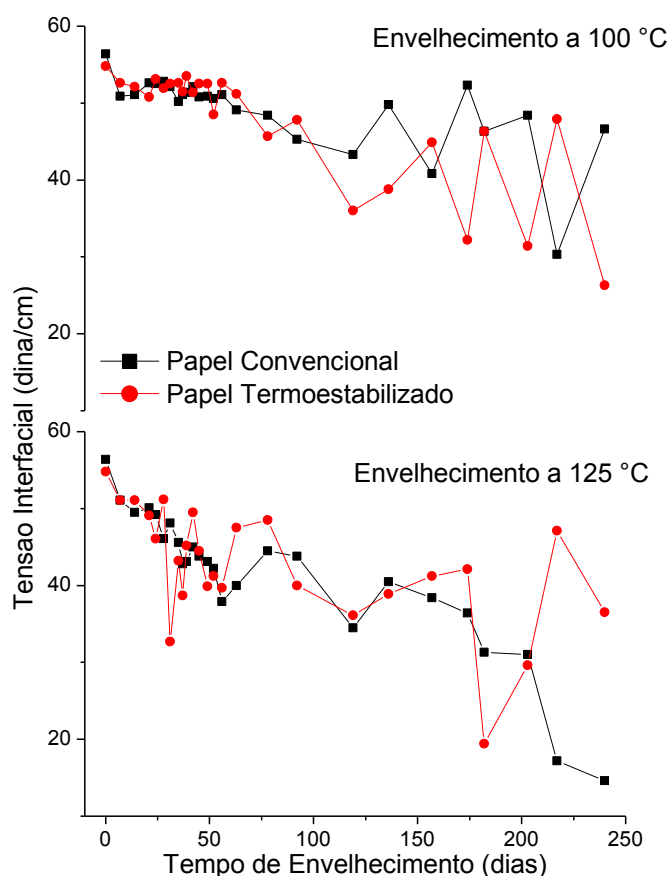 Envelhecimento a 100 °C
60
40
20
Papel Convencional
Papel Termoestabilizado
Tensao Interfacial (dina/cm)
Envelhecimento a 125 °C
60
40
20
0 50 100 150 200 250
Tempo de Envelhecimento (dias)